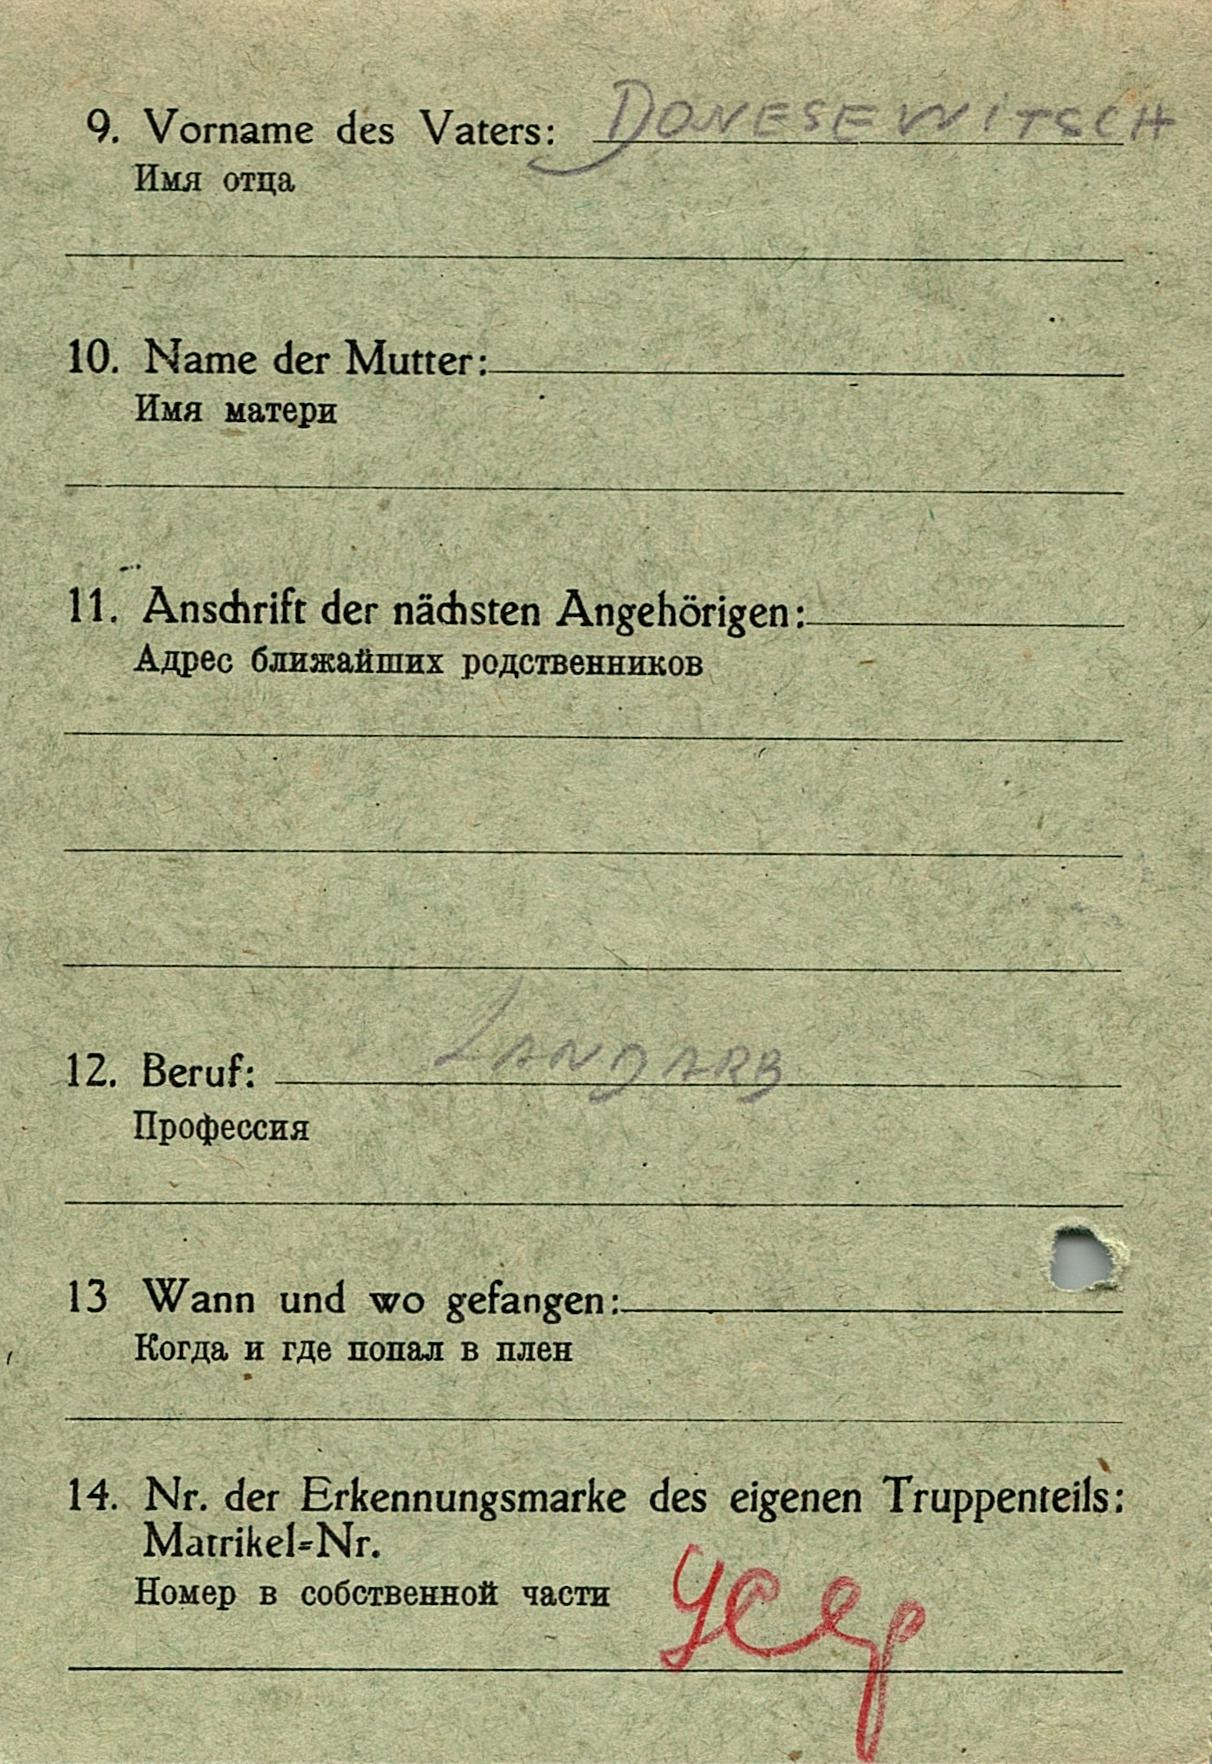 9. Vorname des Vaters: DONESEWITSCH
Имя отца
10. Name der Mutter:
Имя матери
11. Anschrift der nächsten Angehörigen:
Адрес ближайших родственников
12. Beruf: LANDARB
Профессия
13 Wann und wo gefangen:
Когда и где попал в плен
14. Nr. der Erkennungsmarke des eigenen Truppenteils:
Matrikel=Nr.
Номер в собственной части